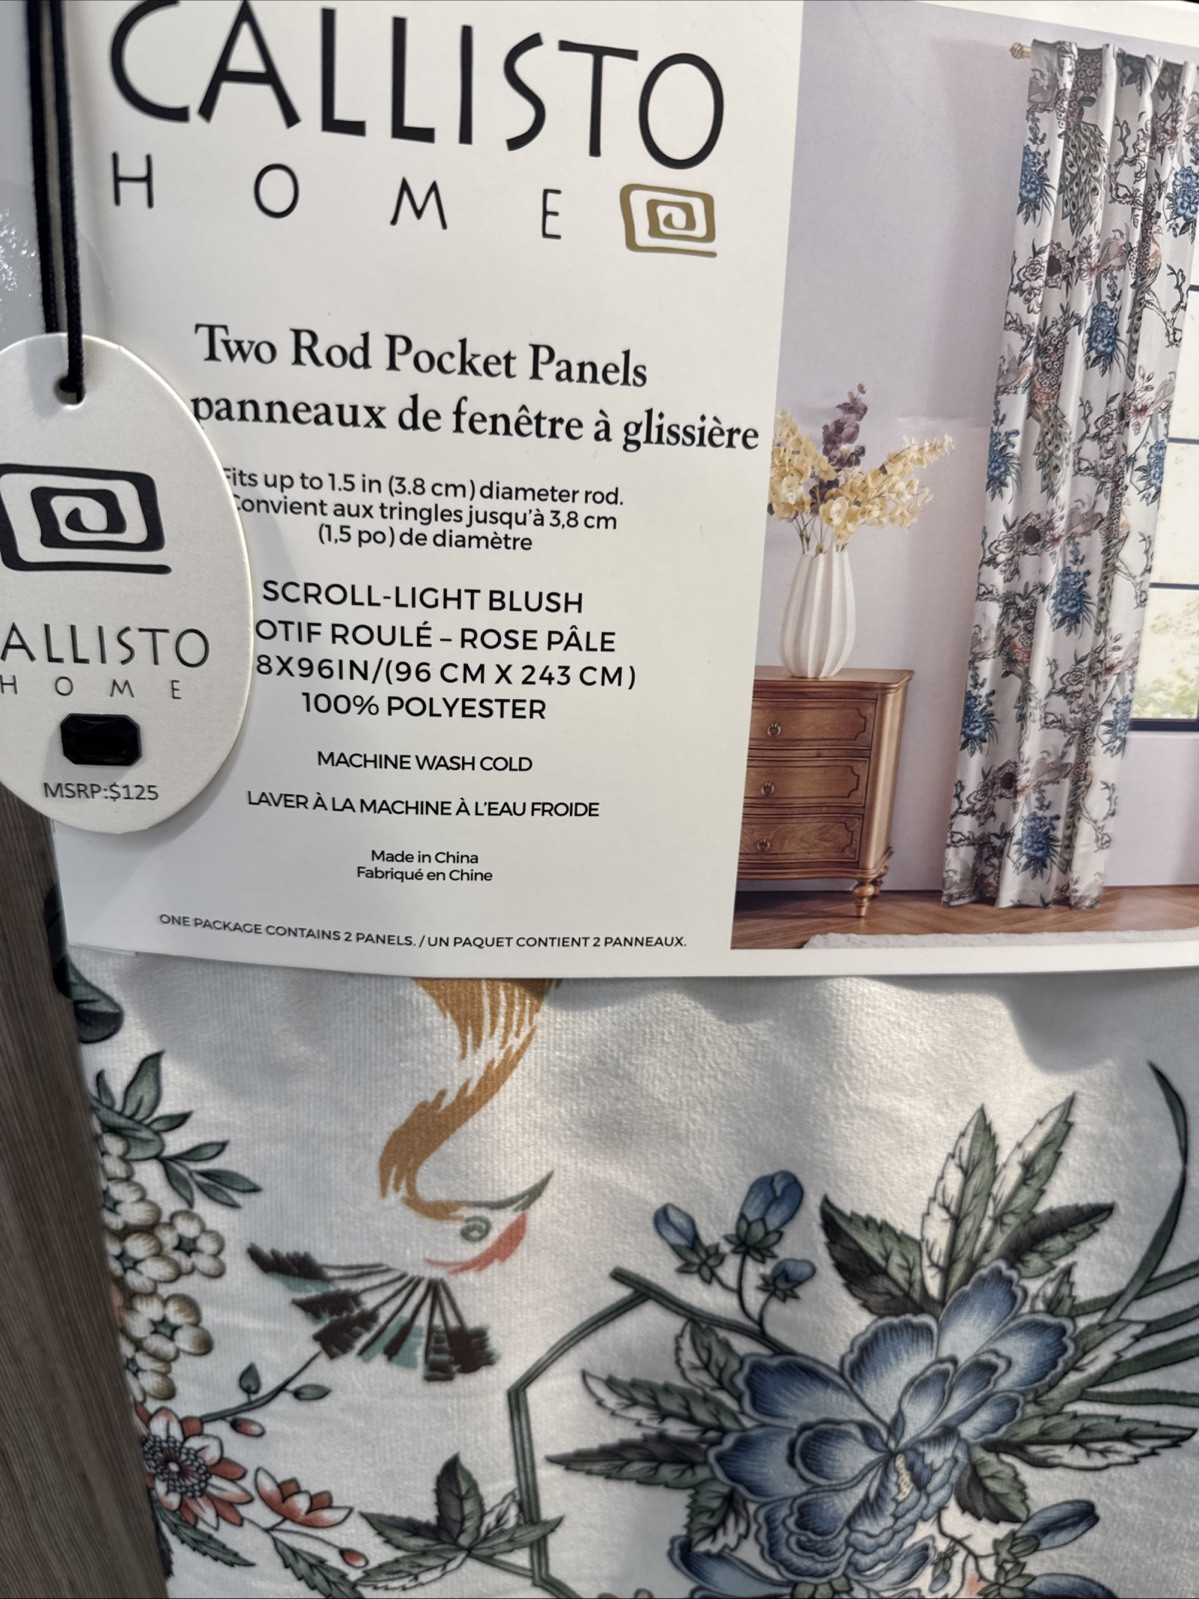 CALLISTO
HOME
Two Rod Pocket Panels
panneaux de fenêtre à glissière
Fits up to 1.5 in (3.8 cm) diameter rod.
Convient aux tringles jusqu'à 3,8 cm
(1,5 po) de diamètre
SCROLL-LIGHT BLUSH
OTIF ROULÉ – ROSE PÂLE
8X96IN/(96 CM X 243 CM)
100% POLYESTER
MACHINE WASH COLD
LAVER À LA MACHINE À L'EAU FROIDE
Made in China
Fabriqué en Chine
ONE PACKAGE CONTAINS 2 PANELS. / UN PAQUET CONTIENT 2 PANNEAUX.
ALLISTO
HOME
MSRP:$125